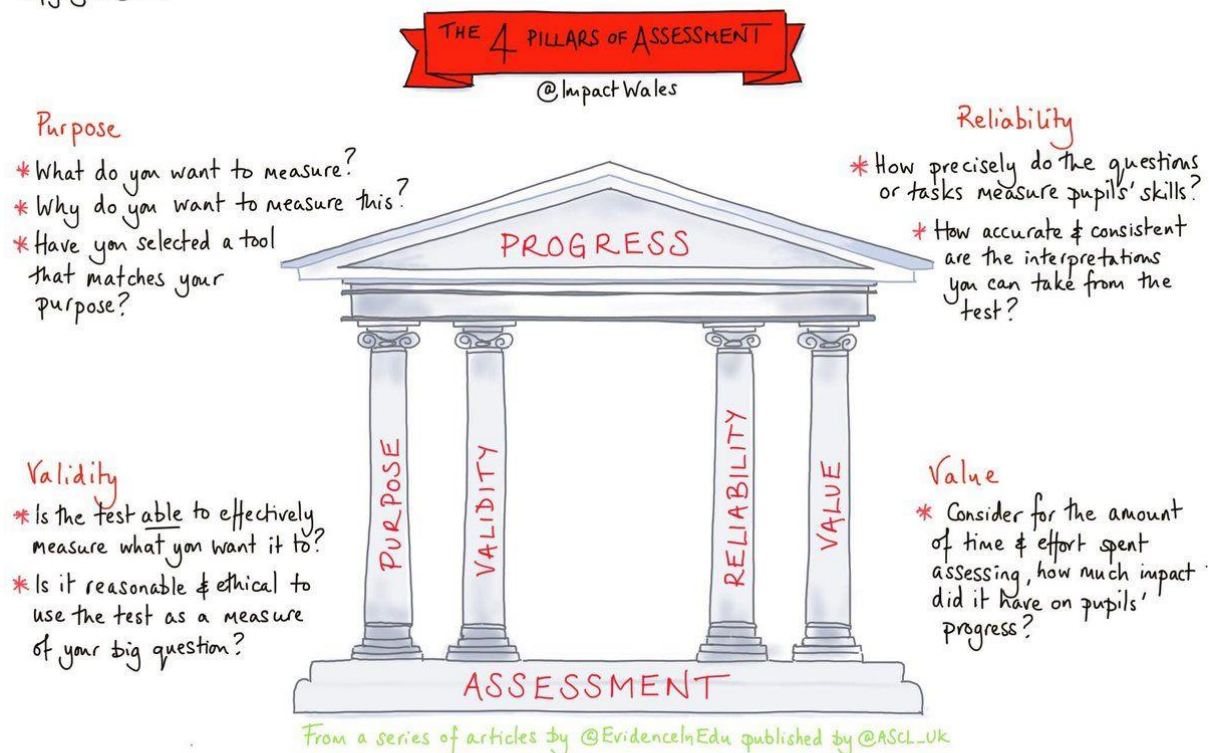 THE 4 PILLARS OF ASSESSMENT
@ImpactWales
Purpose
* What do you want to measure?
* Why do you want to measure this?
* Have you selected a tool
that matches your
purpose?
Reliability
* How precisely do the questions
or tasks measure pupils' skills?
* How accurate & consistent
are the interpretations
you can take from the
test?
PROGRESS
PURPOSE
VALIDITY
RELIABILITY
VALUE
Validity
* Is the test able to effectively
measure what you want it to?
* Is it reasonable & ethical to
use the test as a measure
of your big question?
Value
* Consider for the amount
of time & effort spent
assessing, how much impact
did it have on pupils'
progress?
ASSESSMENT
From a series of articles by @EvidenceInEdu published by @ASCL_UK